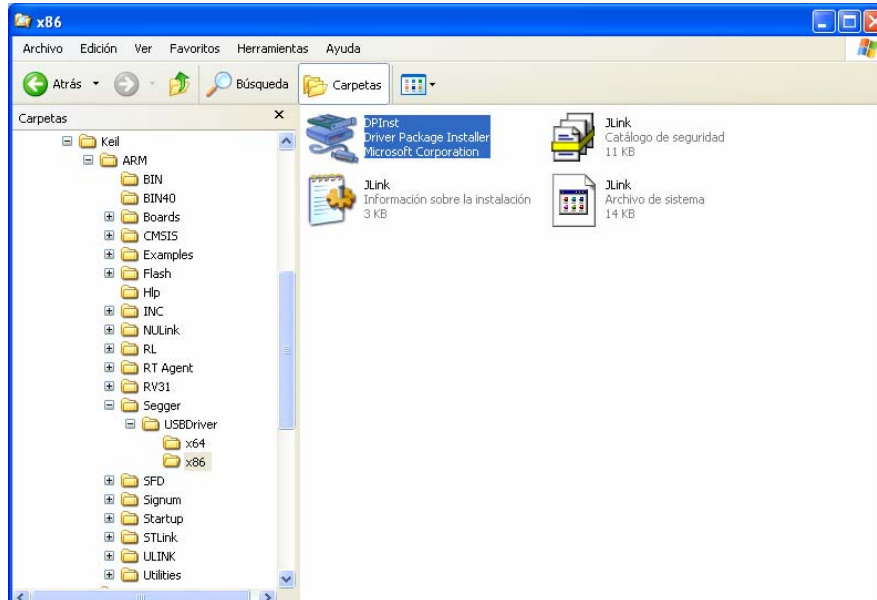 x86
Archivo Edición Ver Favoritos Herramientas Ayuda
Atrás Búsqueda Carpetas
Carpetas
Keil
ARM
BIN
BIN40
Boards
CMSIS
Examples
Flash
Hlp
INC
NULink
RL
RT Agent
RV31
Segger
USBDriver
x64
x86
SFD
Signum
Startup
STLink
ULINK
Utilities
DPInst
Driver Package Installer
Microsoft Corporation
JLink
Catálogo de seguridad
11 KB
JLink
Información sobre la instalación
3 KB
JLink
Archivo de sistema
14 KB